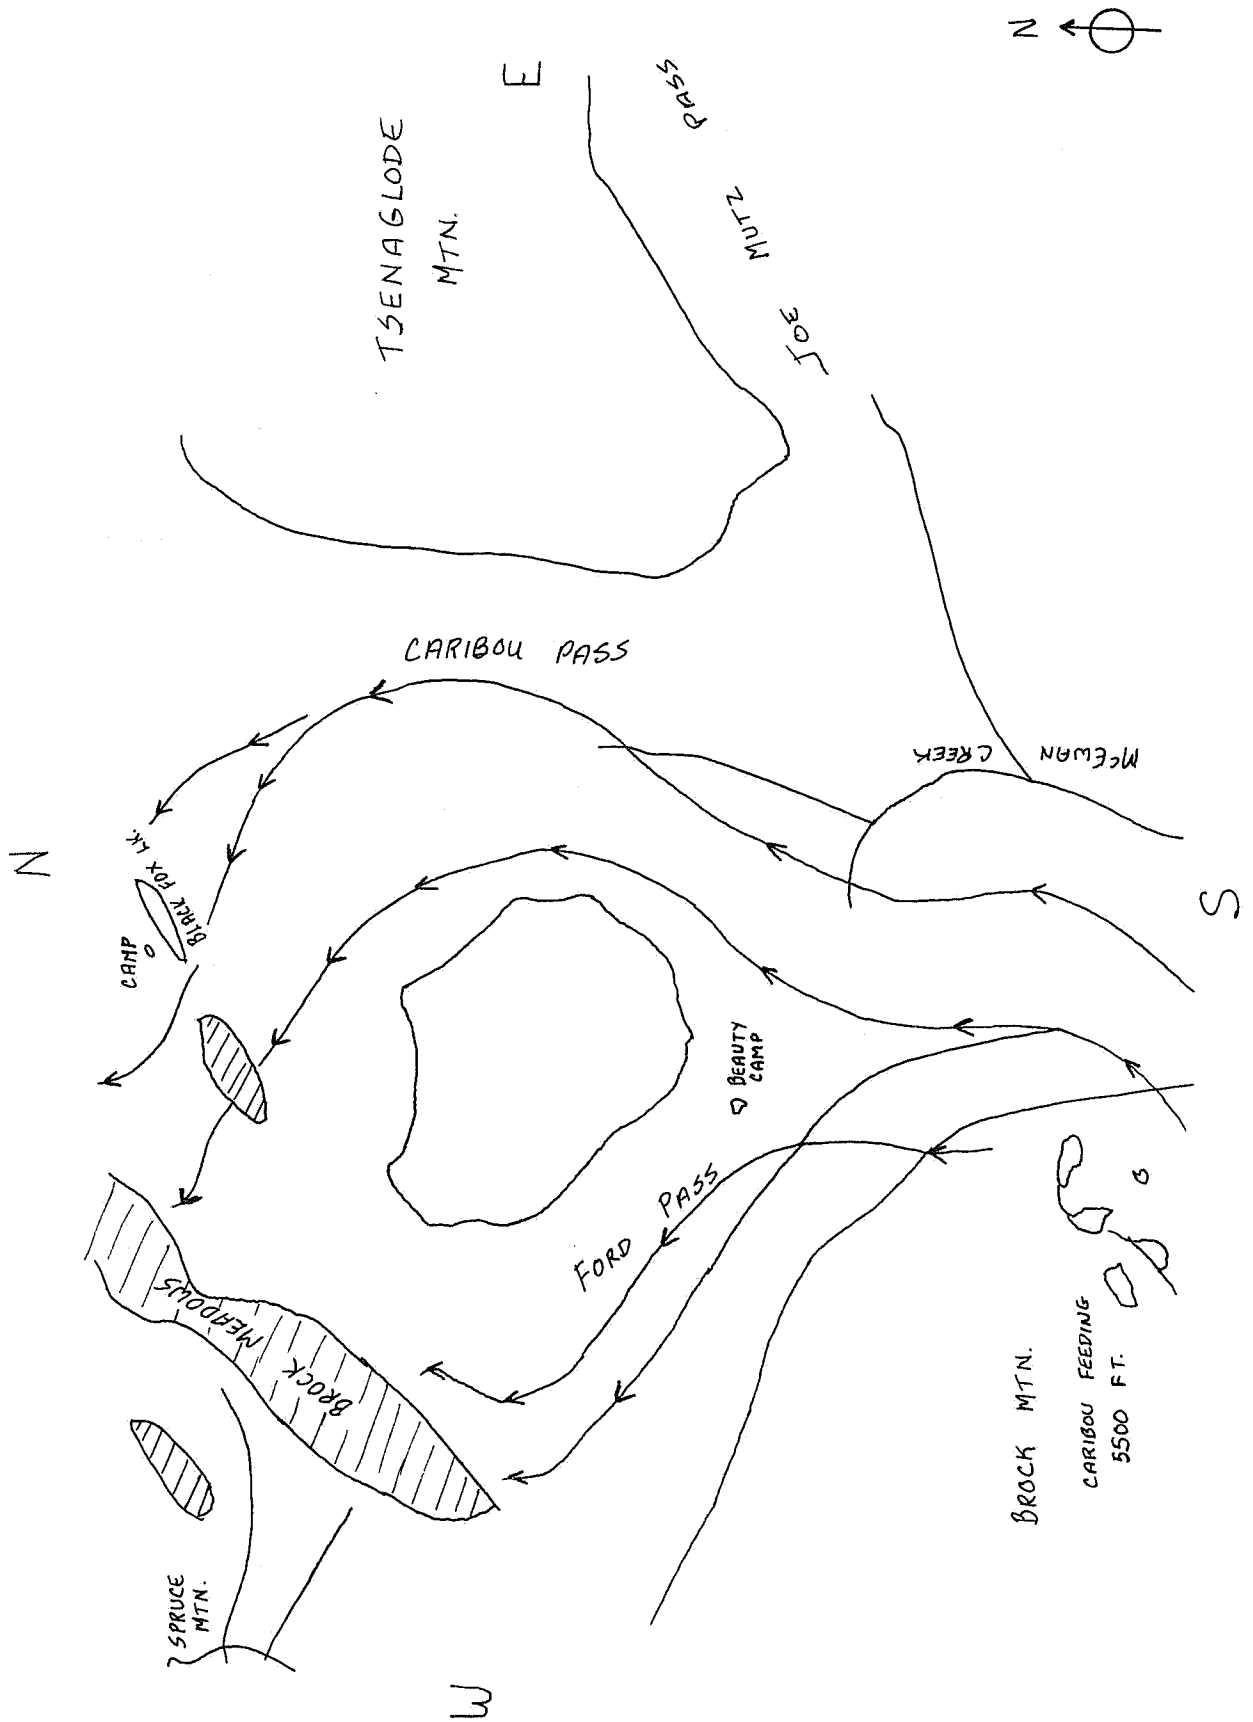 N
E
TSENAGLODE
MTN.
JOE MUTZ PASS
N
CARIBOU PASS
BLACK FOX LK.
CAMP
MCEWAN
CREEK
S
BEAUTY
CAMP
FORD PASS
BROCK
MEADOWS
SPRUCE
MTN.
W
BROCK MTN.
CARIBOU FEEDING
5500 FT.